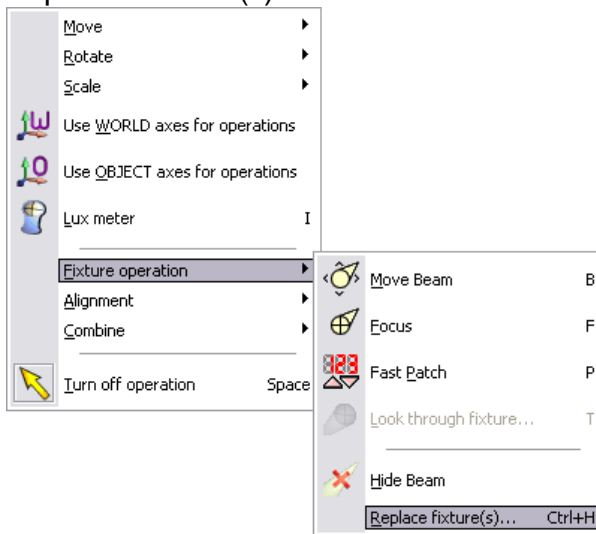 Move
Rotate
Scale
Use WORLD axes for operations
Use OBJECT axes for operations
Lux meter I
Fixture operation
Alignment
Combine
Turn off operation Space
Move Beam B
Focus F
Fast Patch P
Look through fixture... T
Hide Beam
Replace fixture(s)... Ctrl+H